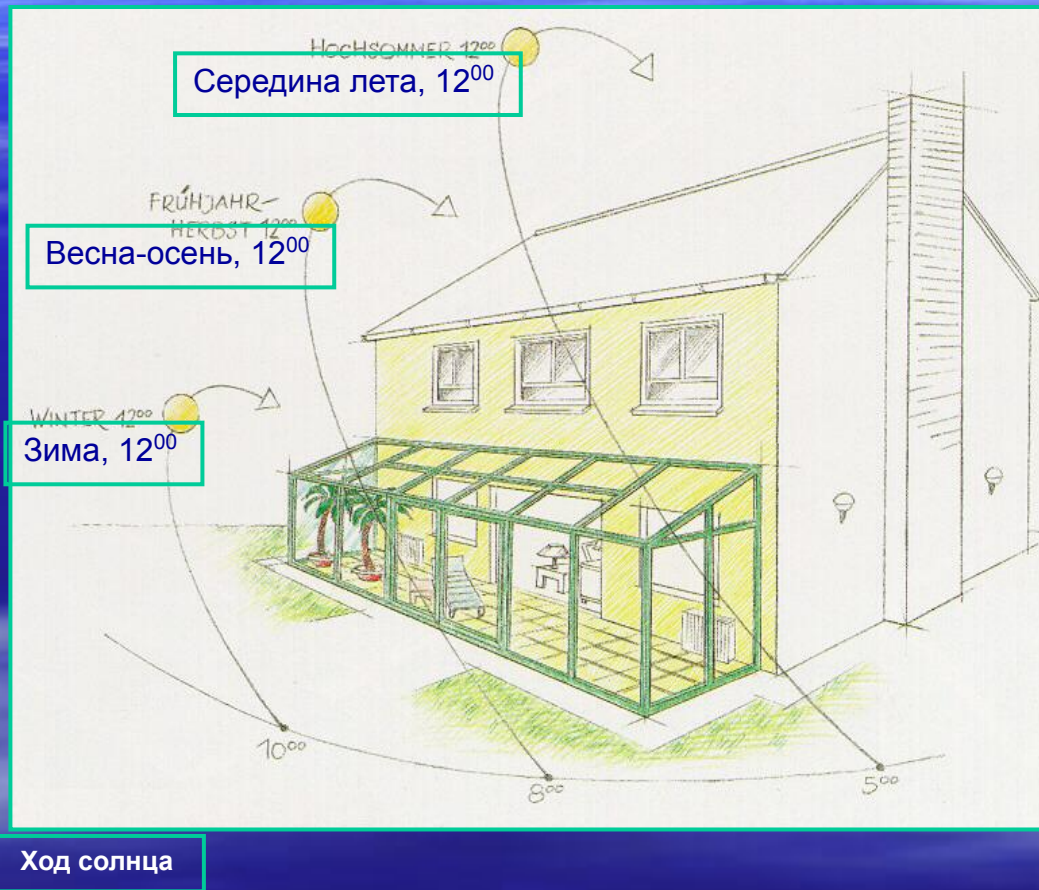 HOCHSOMMER 12⁰⁰
Середина лета, 12⁰⁰
FRÜHJAHR–
HERBST 12⁰⁰
Весна-осень, 12⁰⁰
WINTER 12⁰⁰
Зима, 12⁰⁰
10⁰⁰
8⁰⁰
5⁰⁰
Ход солнца